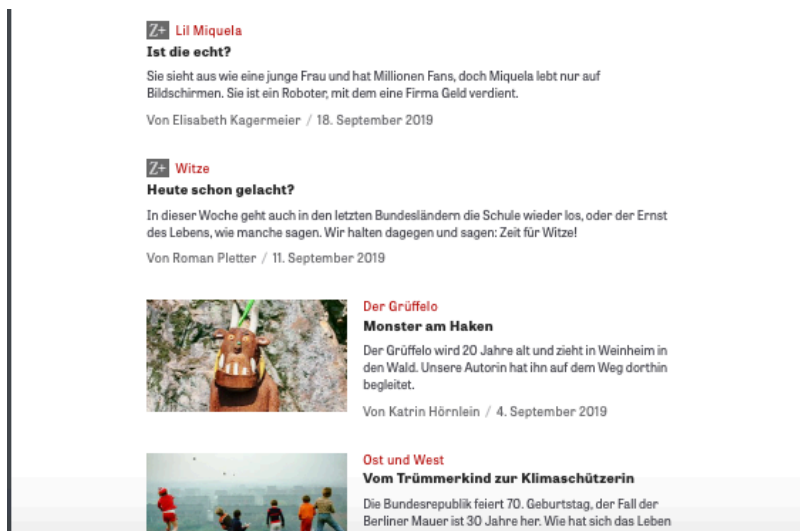 Z+ Lil Miquela
Ist die echt?
Sie sieht aus wie eine junge Frau und hat Millionen Fans, doch Miquela lebt nur auf
Bildschirmen. Sie ist ein Roboter, mit dem eine Firma Geld verdient.
Von Elisabeth Kagermeier / 18. September 2019
Z+ Witze
Heute schon gelacht?
In dieser Woche geht auch in den letzten Bundesländern die Schule wieder los, oder der Ernst
des Lebens, wie manche sagen. Wir halten dagegen und sagen: Zeit für Witze!
Von Roman Pletter / 11. September 2019
Der Grüffelo
Monster am Haken
Der Grüffelo wird 20 Jahre alt und zieht in Weinheim in
den Wald. Unsere Autorin hat ihn auf dem Weg dorthin
begleitet.
Von Katrin Hörnlein / 4. September 2019
Ost und West
Vom Trümmerkind zur Klimaschützerin
Die Bundesrepublik feiert 70. Geburtstag, der Fall der
Berliner Mauer ist 30 Jahre her. Wie hat sich das Leben